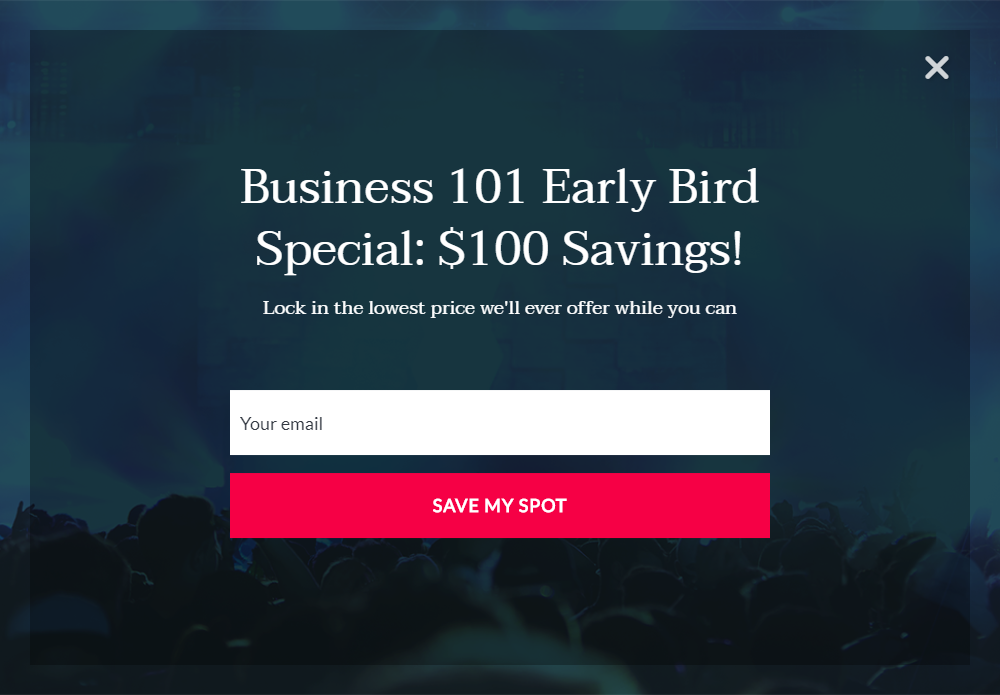 Business 101 Early Bird
Special: $100 Savings!
Lock in the lowest price we'll ever offer while you can
Your email
SAVE MY SPOT